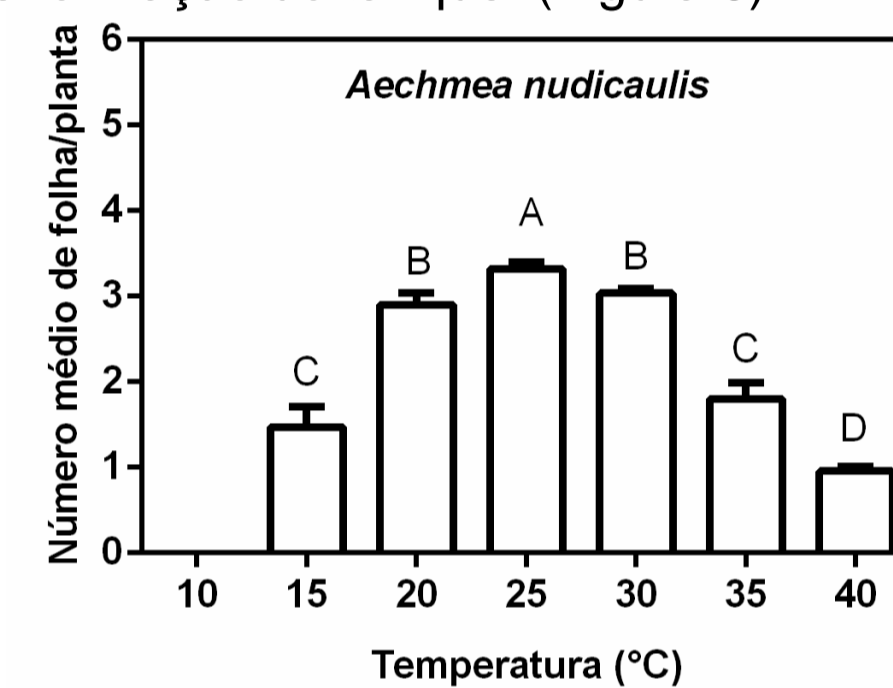 Aechmea nudicaulis
Número médio de folha/planta
6
5
4
3
2
1
0
C
B
A
B
C
D
10 15 20 25 30 35 40
Temperatura (°C)